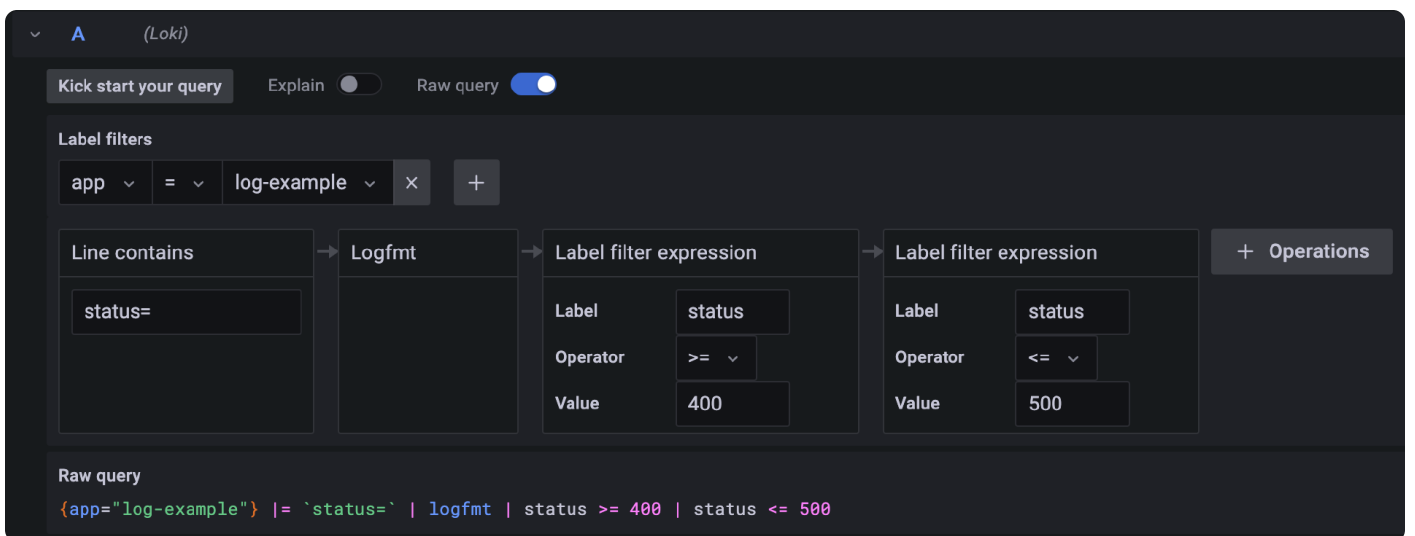 A (Loki)
Kick start your query Explain Raw query
Label filters
app = log-example × +
Line contains Logfmt Label filter expression Label filter expression + Operations
status= Label status Label status
Operator >= Operator <=
Value 400 Value 500
Raw query
{app="log-example"} |= `status=` | logfmt | status >= 400 | status <= 500